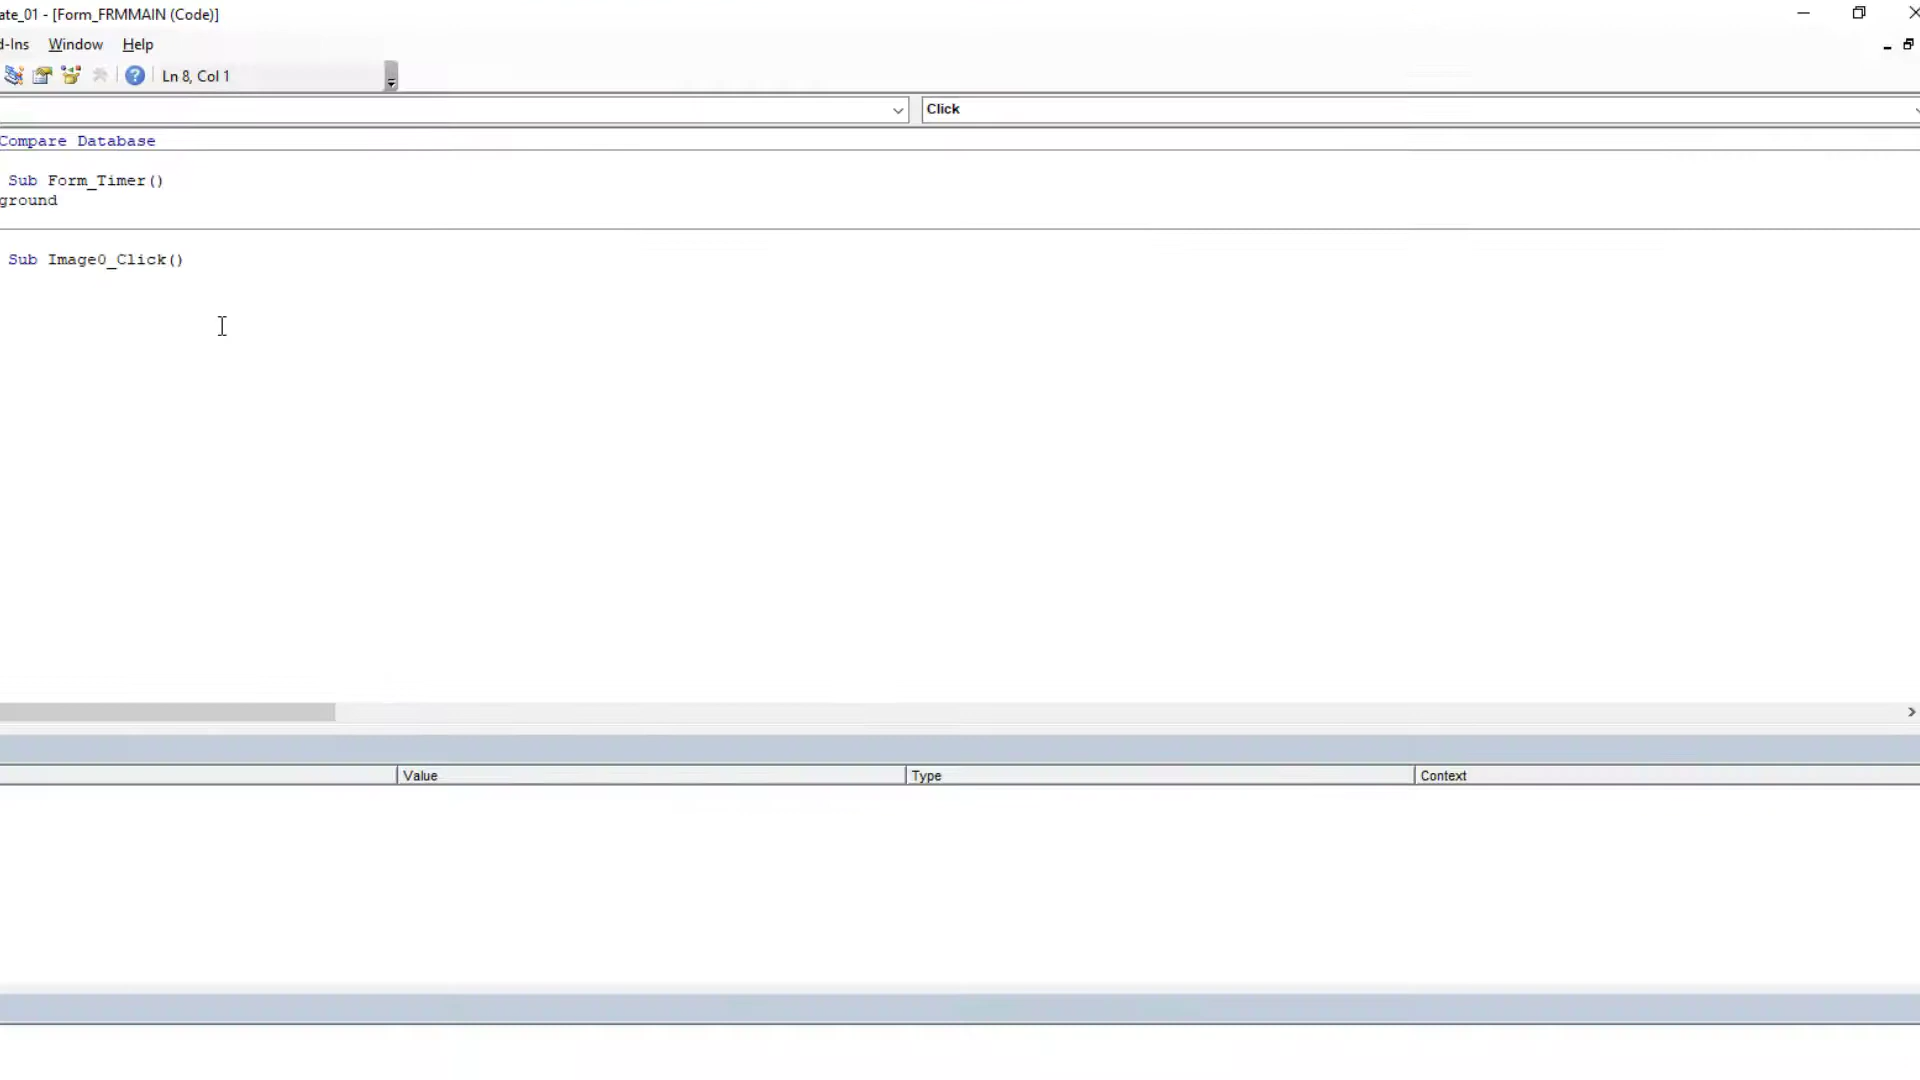 ate_01 - [Form_FRMMAIN (Code)]
d-Ins Window Help
Ln 8, Col 1
Click
Compare Database
Sub Form_Timer()
ground
Sub Image0_Click()
Value Type Context